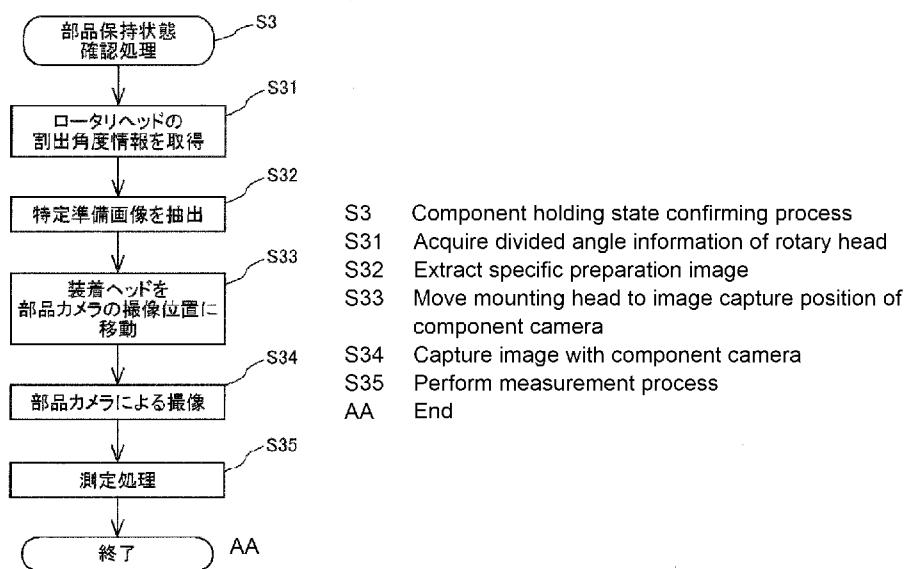 部品保持状態
確認処理
S3
S31
ロータリヘッドの
割出角度情報を取得
S32
特定準備画像を抽出
S33
装着ヘッドを
部品カメラの撮像位置に
移動
S34
部品カメラによる撮像
S35
測定処理
終了
AA
S3 Component holding state confirming process
S31 Acquire divided angle information of rotary head
S32 Extract specific preparation image
S33 Move mounting head to image capture position of
component camera
S34 Capture image with component camera
S35 Perform measurement process
AA End